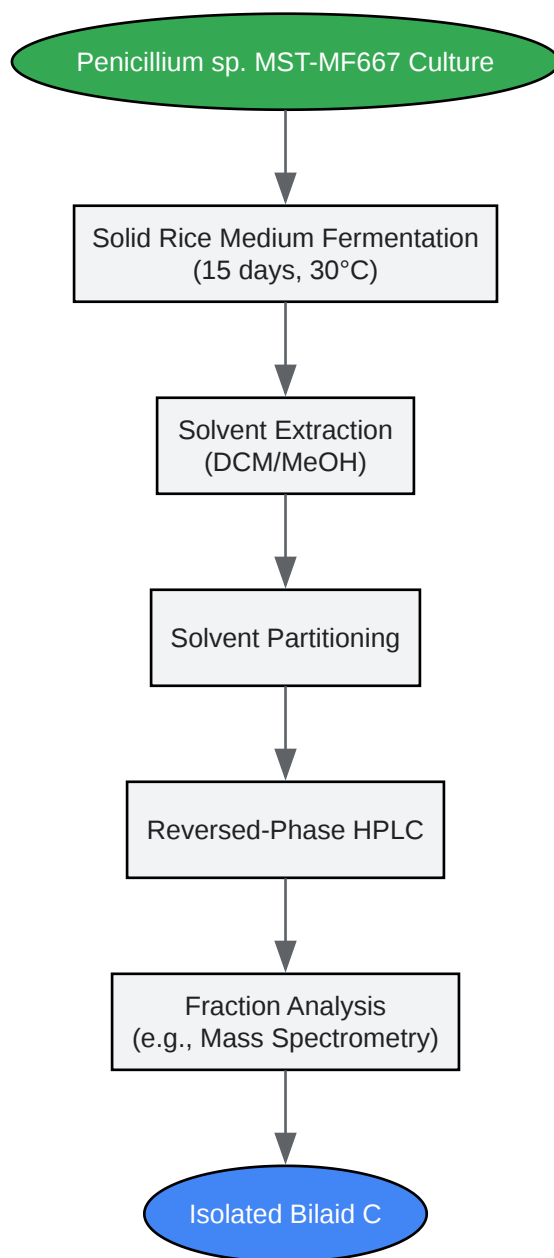 Penicillium sp. MST-MF667 Culture
Solid Rice Medium Fermentation
(15 days, 30°C)
Solvent Extraction
(DCM/MeOH)
Solvent Partitioning
Reversed-Phase HPLC
Fraction Analysis
(e.g., Mass Spectrometry)
Isolated Bilaid C